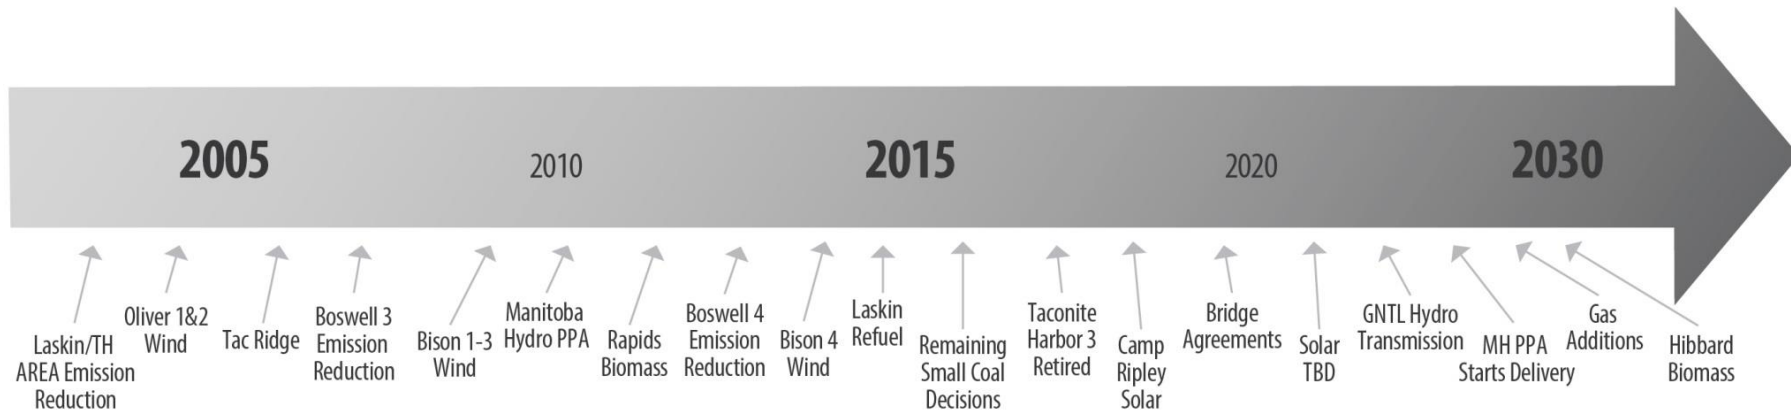 2005
2010
2015
2020
2030
Laskin/TH
AREA Emission
Reduction
Oliver 1&2
Wind
Tac Ridge
Boswell 3
Emission
Reduction
Bison 1-3
Wind
Manitoba
Hydro PPA
Rapids
Biomass
Boswell 4
Emission
Reduction
Bison 4
Wind
Laskin
Refuel
Remaining
Small Coal
Decisions
Taconite
Harbor 3
Retired
Camp
Ripley
Solar
Bridge
Agreements
Solar
TBD
GNTL Hydro
Transmission
MH PPA
Starts Delivery
Gas
Additions
Hibbard
Biomass